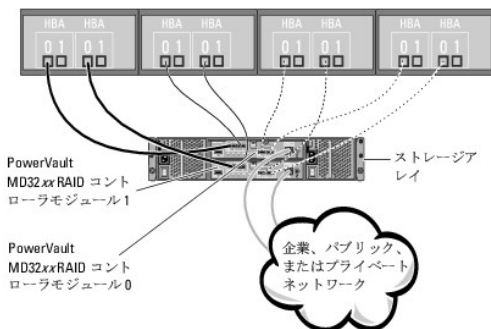 HBA HBA HBA HBA HBA HBA HBA HBA
0 1 0 1 0 1 0 1 0 1 0 1 0 1 0 1
PowerVault
MD32xx RAID コント
ローラモジュール 1
ストレージア
レイ
PowerVault
MD32xx RAID コント
ローラモジュール 0
企業、パブリック、
またはプライベート
ネットワーク